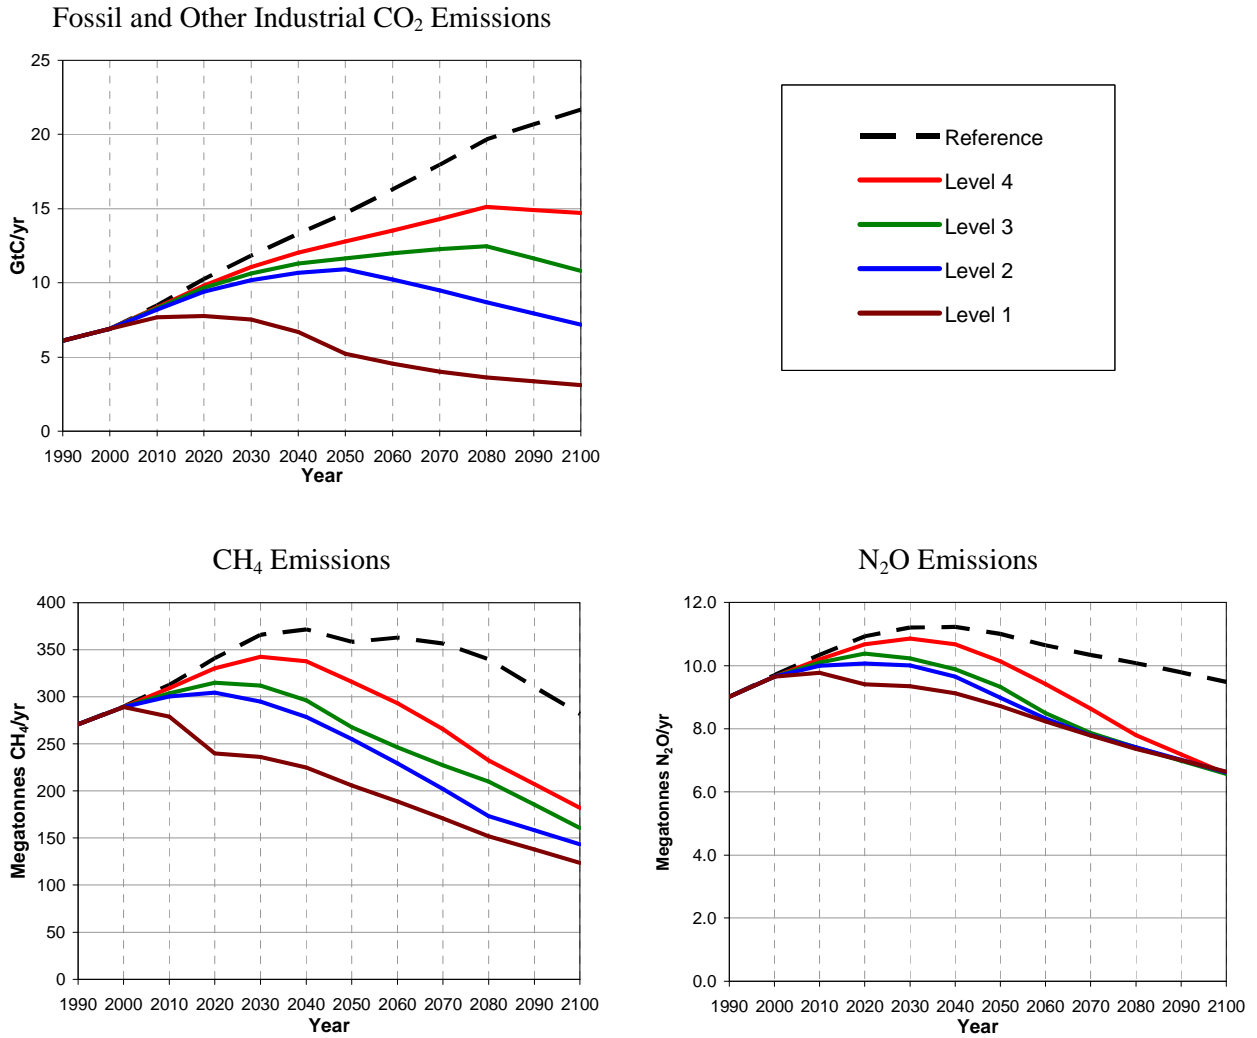 Fossil and Other Industrial CO₂ Emissions
25
20
15
10
5
0
GtC/yr
1990 2000 2010 2020 2030 2040 2050 2060 2070 2080 2090 2100
Year
Reference
Level 4
Level 3
Level 2
Level 1
CH₄ Emissions
400
350
300
250
200
150
100
50
0
Megatonnes CH₄/yr
1990 2000 2010 2020 2030 2040 2050 2060 2070 2080 2090 2100
Year
N₂O Emissions
12.0
10.0
8.0
6.0
4.0
2.0
0.0
Megatonnes N₂O/yr
1990 2000 2010 2020 2030 2040 2050 2060 2070 2080 2090 2100
Year